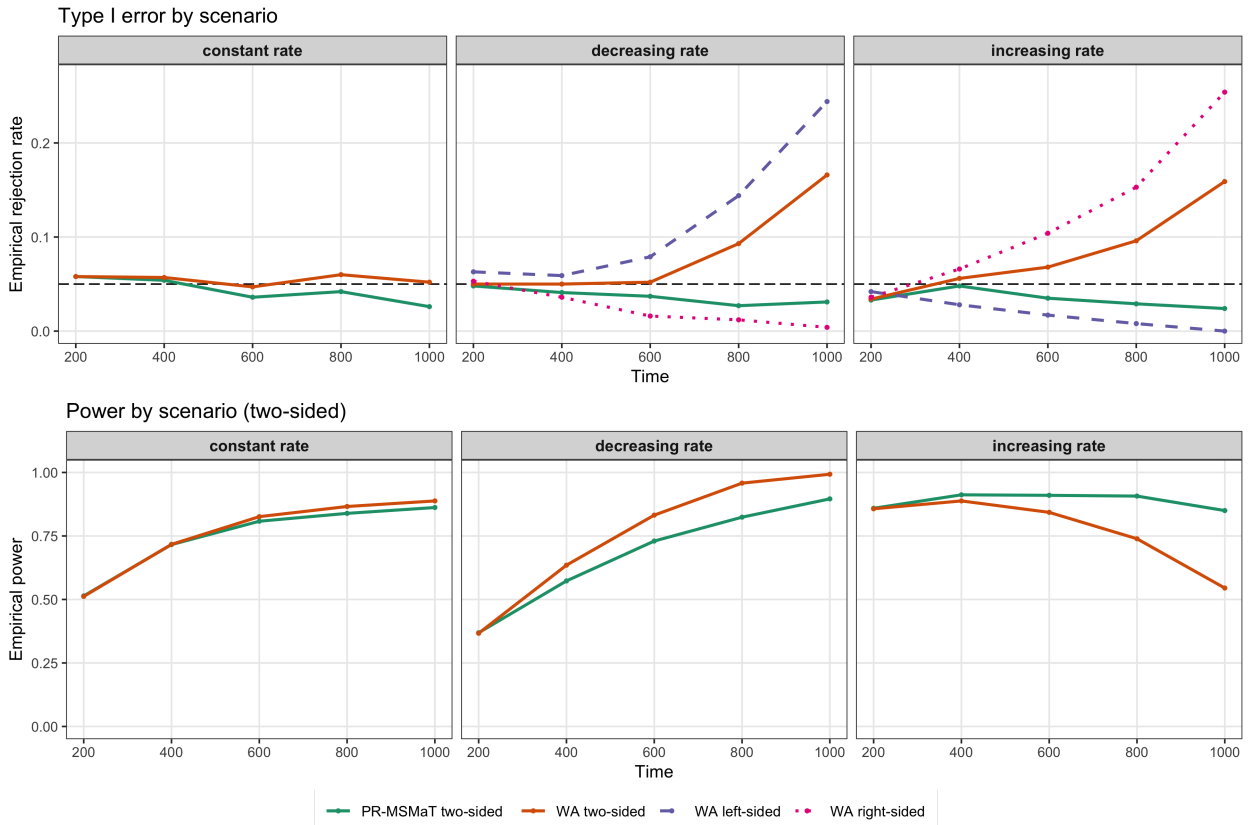 Type I error by scenario
constant rate
decreasing rate
increasing rate
Empirical rejection rate
0.2
0.1
0.0
200 400 600 800 1000
200 400 600 800 1000
200 400 600 800 1000
Time
Power by scenario (two-sided)
constant rate
decreasing rate
increasing rate
Empirical power
1.00
0.75
0.50
0.25
0.00
200 400 600 800 1000
200 400 600 800 1000
200 400 600 800 1000
Time
PR-MSMaT two-sided
WA two-sided
WA left-sided
WA right-sided